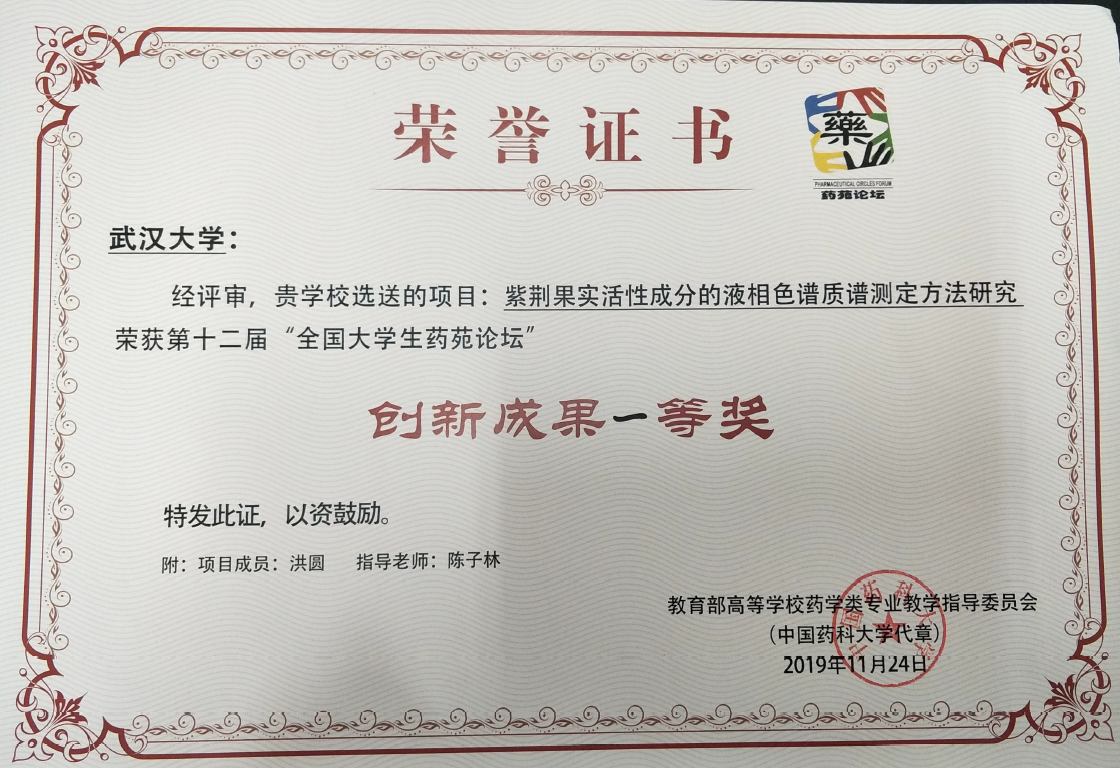 荣誉证书
藥
PHARMACEUTICAL CIRCLES FORUM
药苑论坛
武汉大学：
经评审，贵学校选送的项目：紫荆果实活性成分的液相色谱质谱测定方法研究
荣获第十二届“全国大学生药苑论坛”
创新成果一等奖
特发此证，以资鼓励。
附：项目成员：洪圆 指导老师：陈子林
教育部高等学校药学类专业教学指导委员会
（中国药科大学代章）
2019年11月24日
中国药科大学